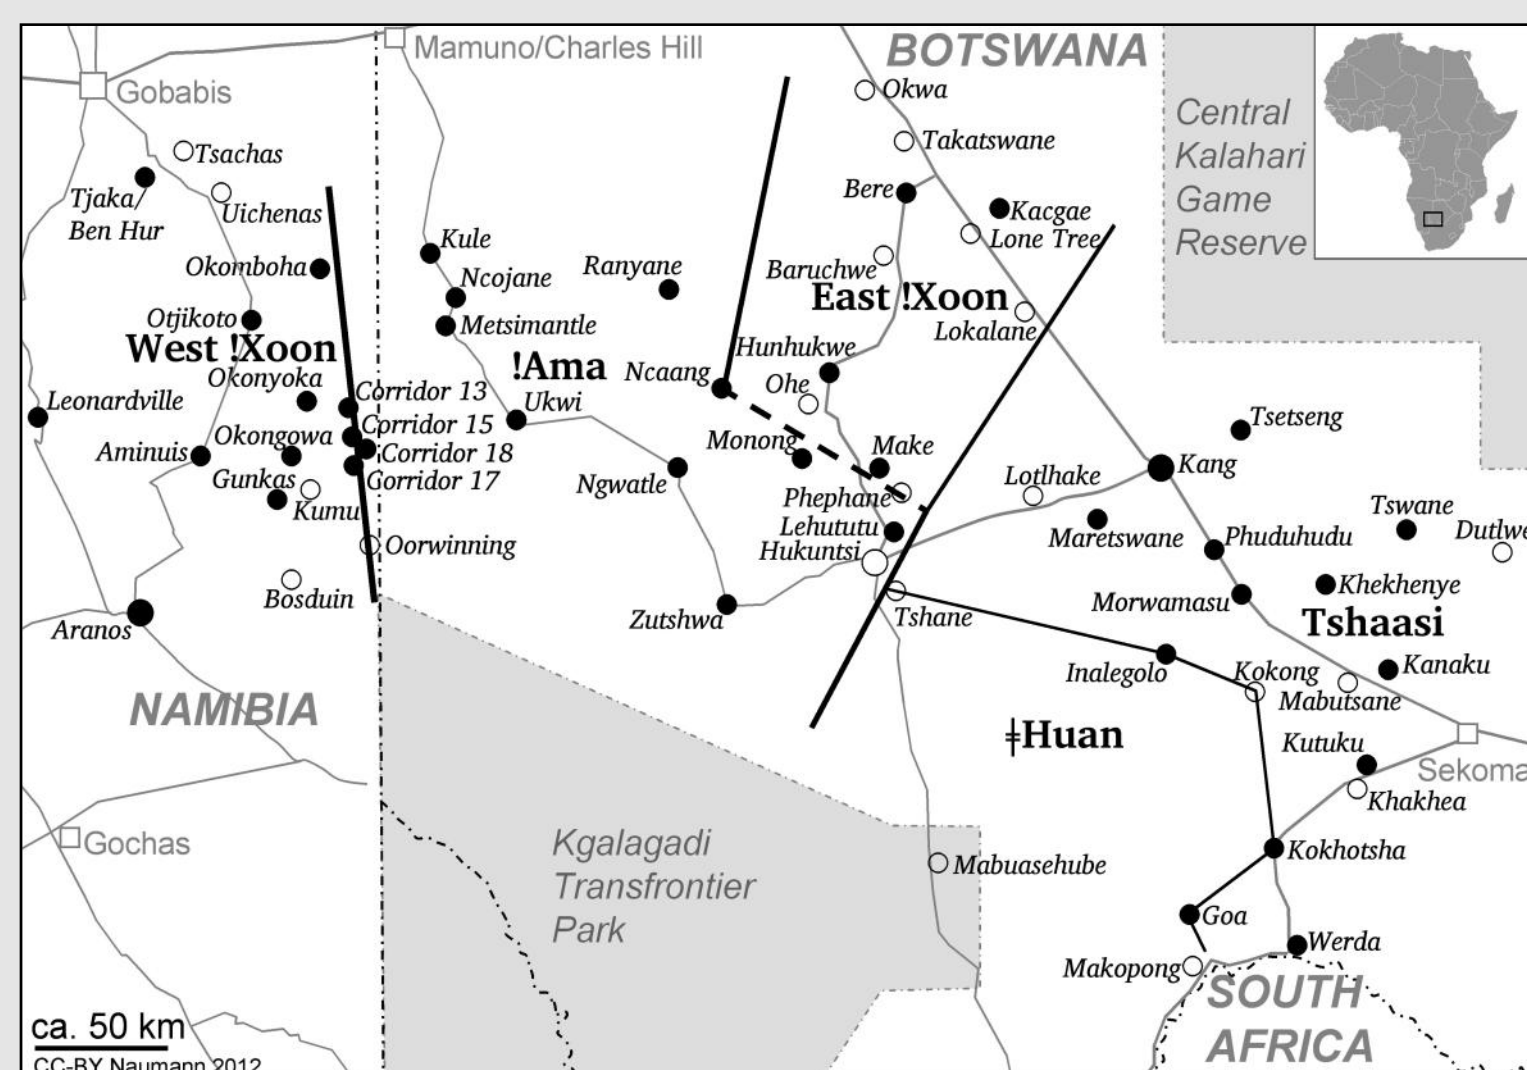 BOTSWANA
Mamuno/Charles Hill
Gobabis
Okwa
Central
Kalahari
Game
Reserve
Takatswane
Tsachas
Tjaka/
Ben Hur
Uichenas
Bere
Kacgae
Lone Tree
Kule
Okomboha
Ranyane
Baruchwe
Ncojane
East !Xoon
Otjikoto
Metsimantle
Lokalane
West !Xoon
Hunhukwe
!Ama
Ncaang
Okonyoka
Ohe
Corridor 13
Leonardville
Ukwi
Tsetseng
Corridor 15
Okongowa
Monong
Make
Aminuis
Corridor 18
Kang
Gunkas
Corridor 17
Ngwatle
Lotlhake
Phephane
Kumu
Tswane
Lehututu
Maretswane
Phuduhudu
Dutlwe
Oorwinning
Hukuntsi
Khekhenye
Bosduin
Morwamasu
Zutshwa
Tshane
Tshaasi
Aranos
Inalegolo
Kokong
Kanaku
Mabutsane
NAMIBIA
ǂHuan
Kutuku
Sekoma
Khakhea
Gochas
Kgalagadi
Transfrontier
Park
Kokhotsha
Mabuasehube
Goa
Werda
Makopong
SOUTH
AFRICA
ca. 50 km
CC-BY Naumann 2012